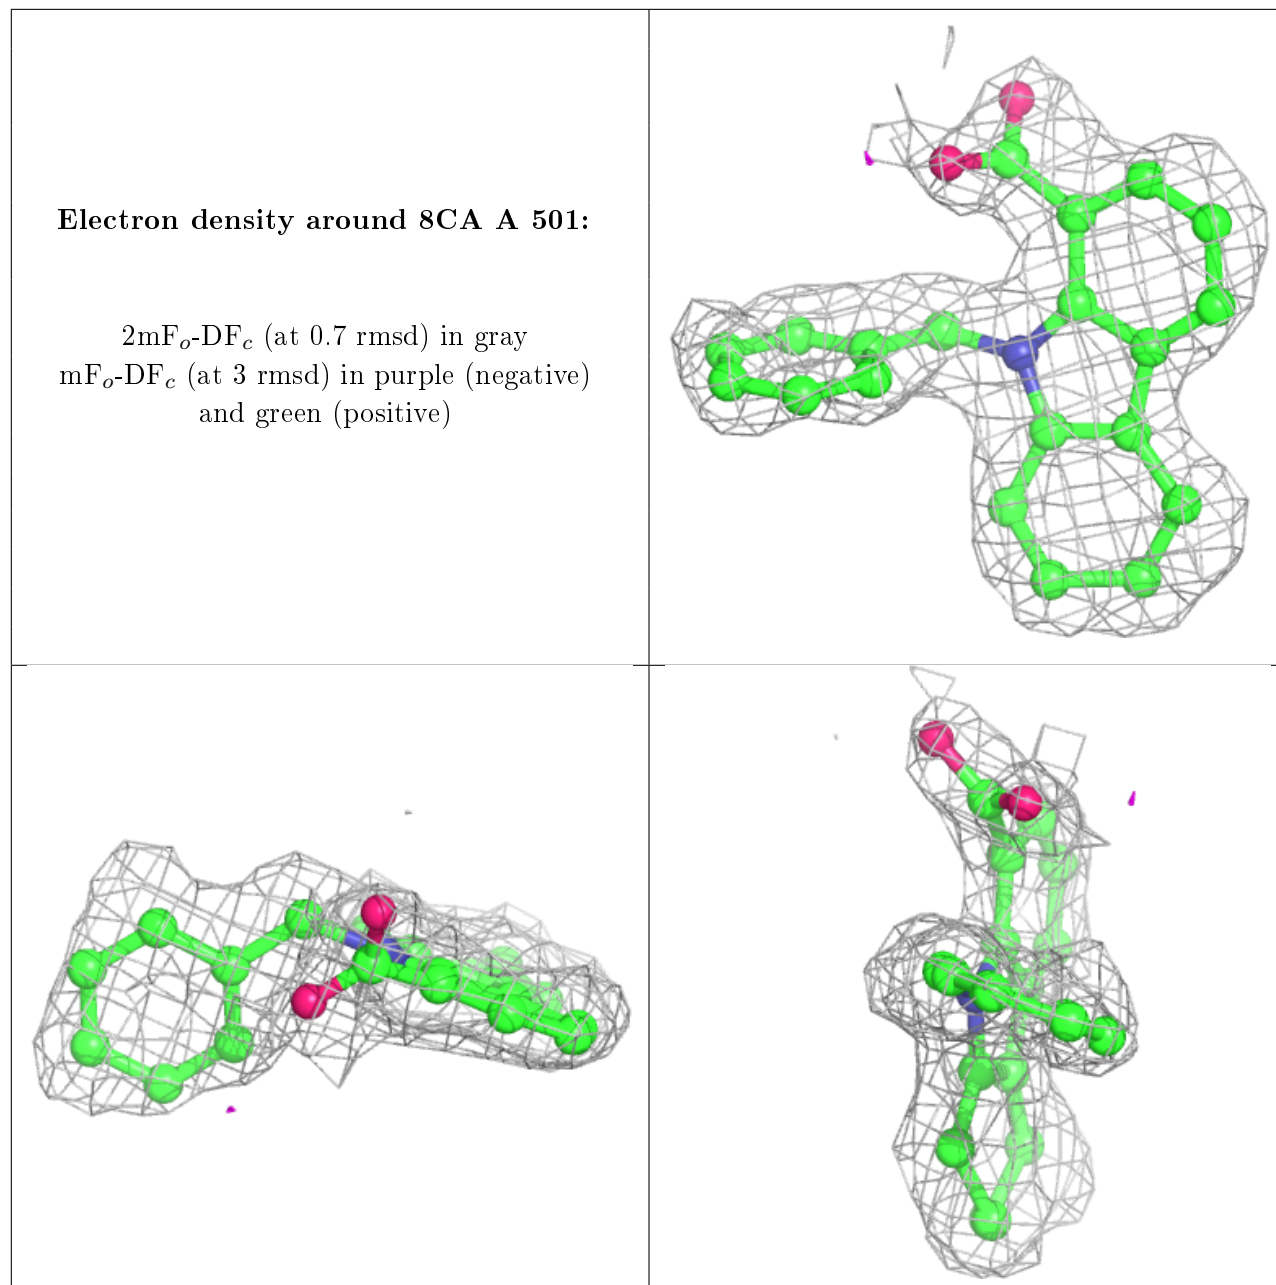 Electron density around 8CA A 501:
2mFo-DFc (at 0.7 rmsd) in gray
mFo-DFc (at 3 rmsd) in purple (negative)
and green (positive)